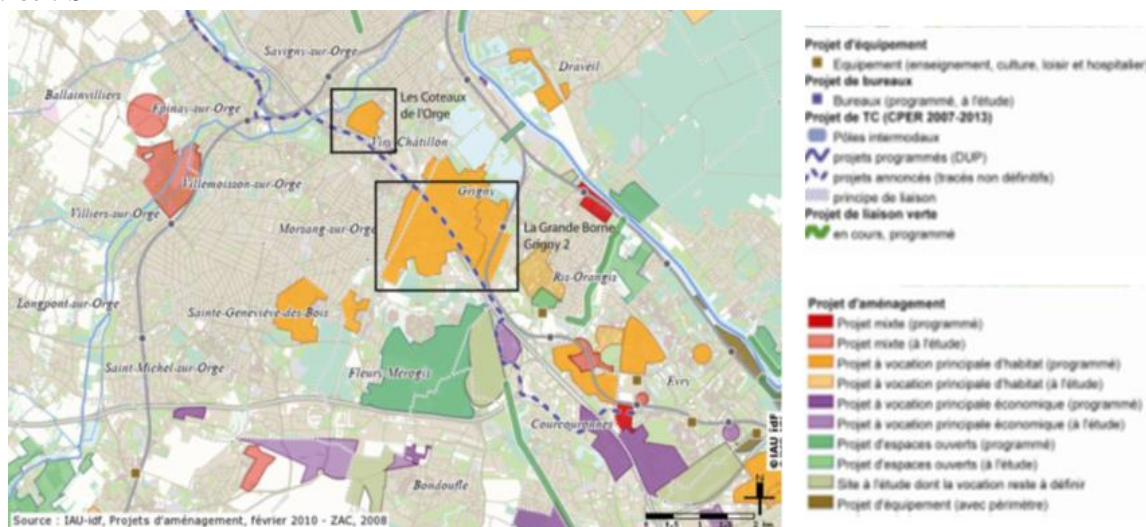 Savigny-sur-Orge
Draveil
Ballainvilliers
Epinay-sur-Orge
Les Coteaux
de l'Orge
Viry-Châtillon
Villemoisson-sur-Orge
Grigny
Villiers-sur-Orge
Morsang-sur-Orge
La Grande Borne
Grigny 2
Ris-Orangis
Longpont-sur-Orge
Sainte-Geneviève-des-Bois
Saint-Michel-sur-Orge
Fleury-Mérogis
Evry
Courcouronnes
Bondoufle
©IAU idF
N
Source : IAU-idf, Projets d'aménagement, février 2010 - ZAC, 2008
Projet d'équipement
Equipement (enseignement, culture, loisir et hospitalier
Projet de bureaux
Bureaux (programmé, à l'étude)
Projet de TC (CPER 2007-2013)
Pôles intermodaux
projets programmés (DUP)
projets annoncés (tracés non définitifs)
principe de liaison
Projet de liaison verte
en cours, programmé
Projet d'aménagement
Projet mixte (programmé)
Projet mixte (à l'étude)
Projet à vocation principale d'habitat (programmé)
Projet à vocation principale d'habitat (à l'étude)
Projet à vocation principale économique (programmé)
Projet à vocation principale économique (à l'étude)
Projet d'espaces ouverts (programmé)
Projet d'espaces ouverts (à l'étude)
Site à l'étude dont la vocation reste à définir
Projet d'équipement (avec périmètre)